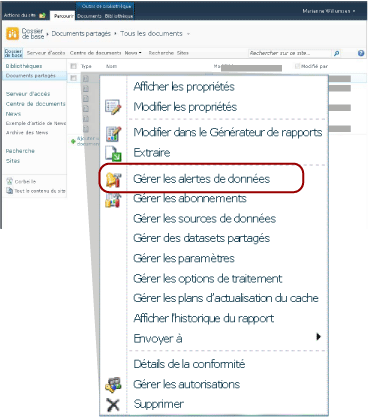 Outils de bibliothèque
Marianne Willumsen
Actions du site
Parcourir
Documents
Bibliothèque
Dossier de base
Documents partagés
Tous les documents
Dossier de base
Serveur d'accès
Centre de documents
News
Recherche
Sites
Rechercher sur ce site...
Bibliothèques
Documents partagés
Serveur d'accès
Centre de documents
News
Exemple d'article de News
Archive des News
Recherche
Sites
Corbeille
Tout le contenu du site
Type
Nom
Modifié par
Afficher les propriétés
Modifier les propriétés
Modifier dans le Générateur de rapports
Extraire
Gérer les alertes de données
Gérer les abonnements
Gérer les sources de données
Gérer des datasets partagés
Gérer les paramètres
Gérer les options de traitement
Gérer les plans d'actualisation du cache
Afficher l'historique du rapport
Envoyer à
Détails de la conformité
Gérer les autorisations
Supprimer